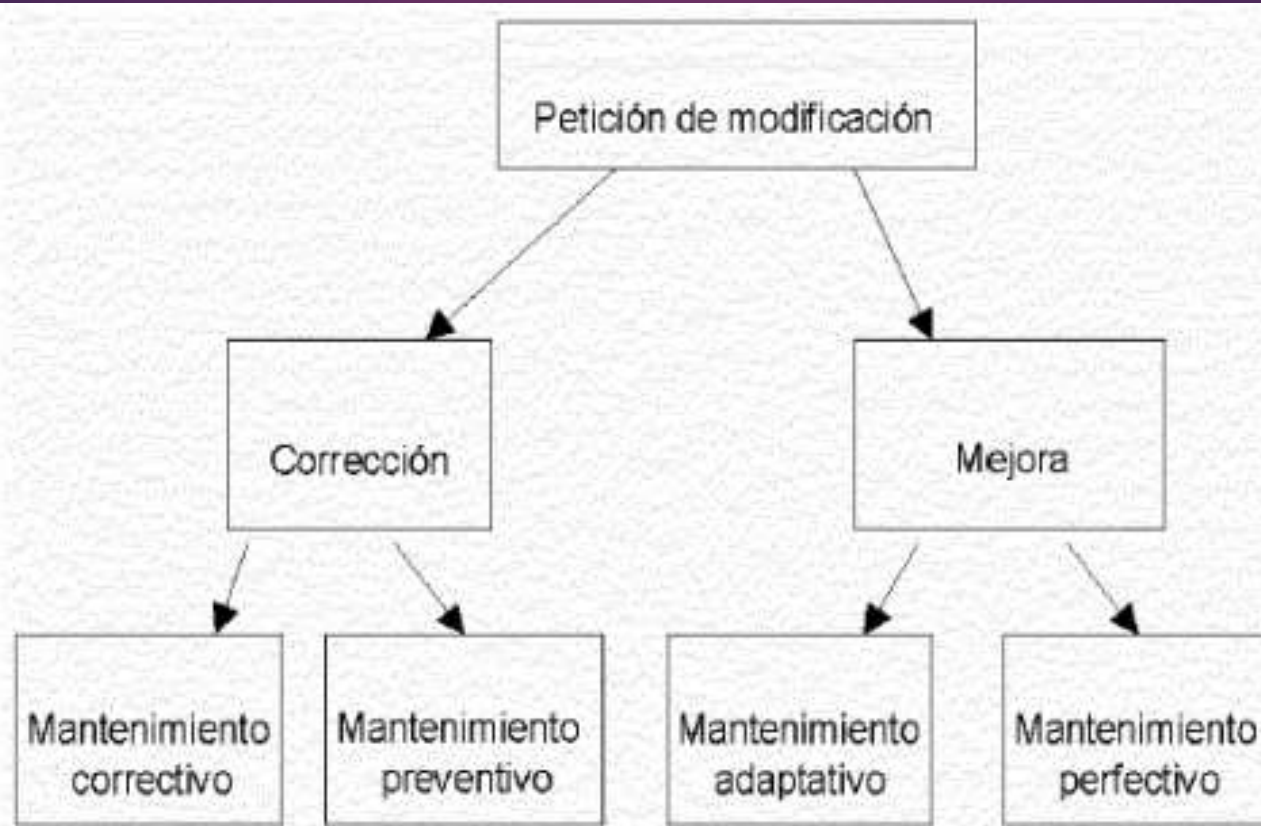 Petición de modificación
Corrección
Mejora
Mantenimiento
correctivo
Mantenimiento
preventivo
Mantenimiento
adaptativo
Mantenimiento
perfectivo